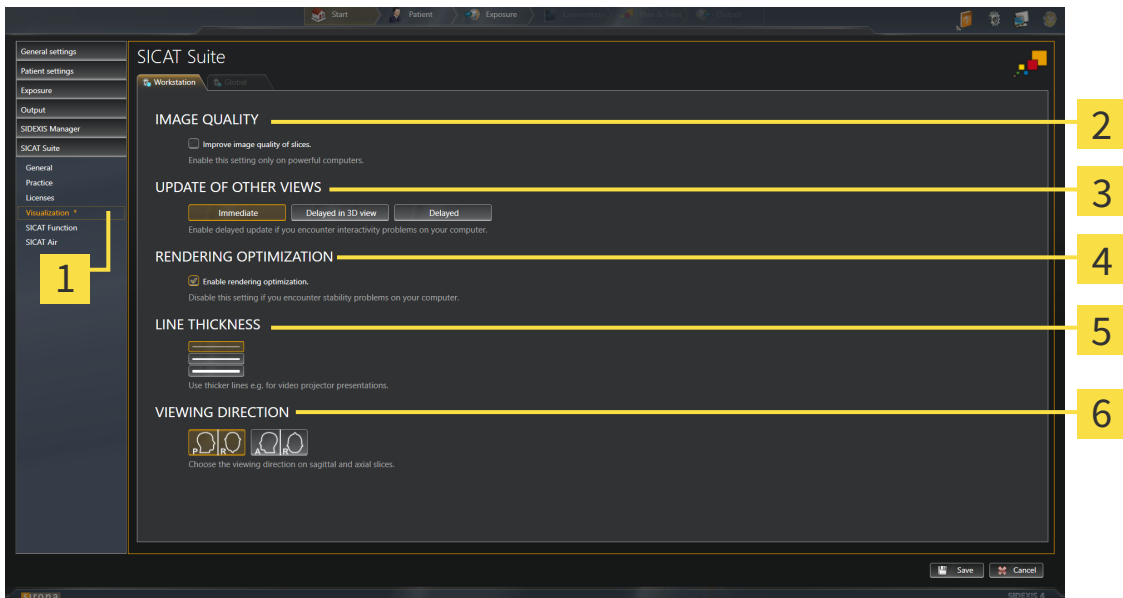 Start Patient Exposure
General settings
Patient settings
Exposure
Output
SIDEXIS Manager
SICAT Suite
General
Practice
Licenses
Visualization *
SICAT Function
SICAT Air
1
SICAT Suite
Workstation Global
IMAGE QUALITY
2
Improve image quality of slices.
Enable this setting only on powerful computers.
UPDATE OF OTHER VIEWS
3
Immediate Delayed in 3D view Delayed
Enable delayed update if you encounter interactivity problems on your computer.
RENDERING OPTIMIZATION
4
Enable rendering optimization.
Disable this setting if you encounter stability problems on your computer.
LINE THICKNESS
5
Use thicker lines e.g. for video projector presentations.
VIEWING DIRECTION
6
P R A R
Choose the viewing direction on sagittal and axial slices.
Save Cancel
sirona SIDEXIS 4